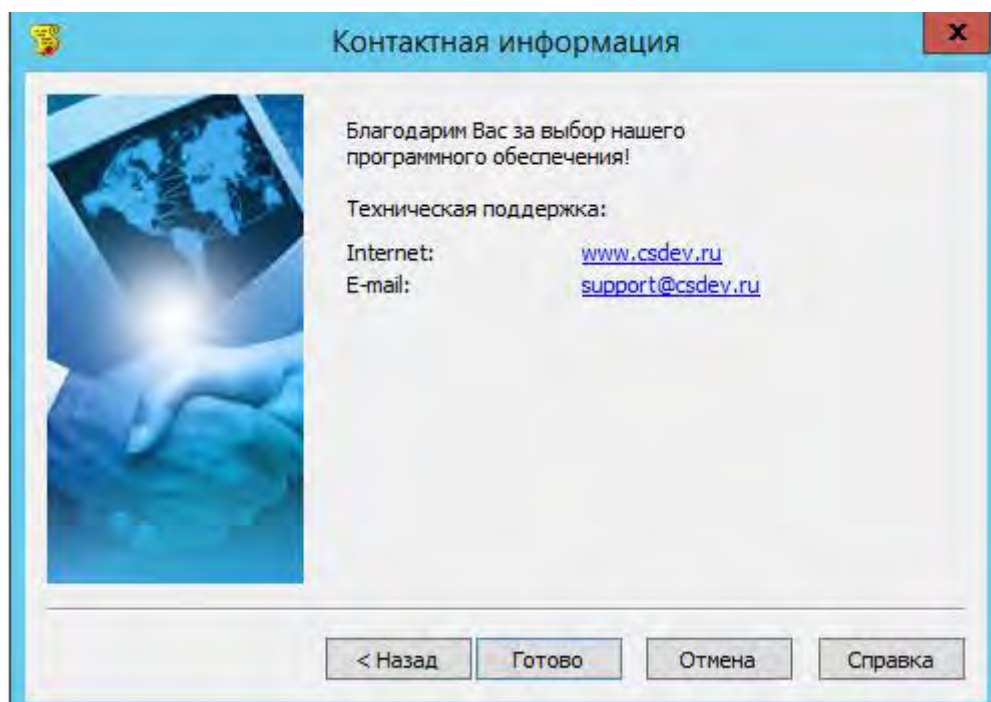 Контактная информация
x
Благодарим Вас за выбор нашего
программного обеспечения!
Техническая поддержка:
Internet: www.csdev.ru
E-mail: support@csdev.ru
< Назад Готово Отмена Справка